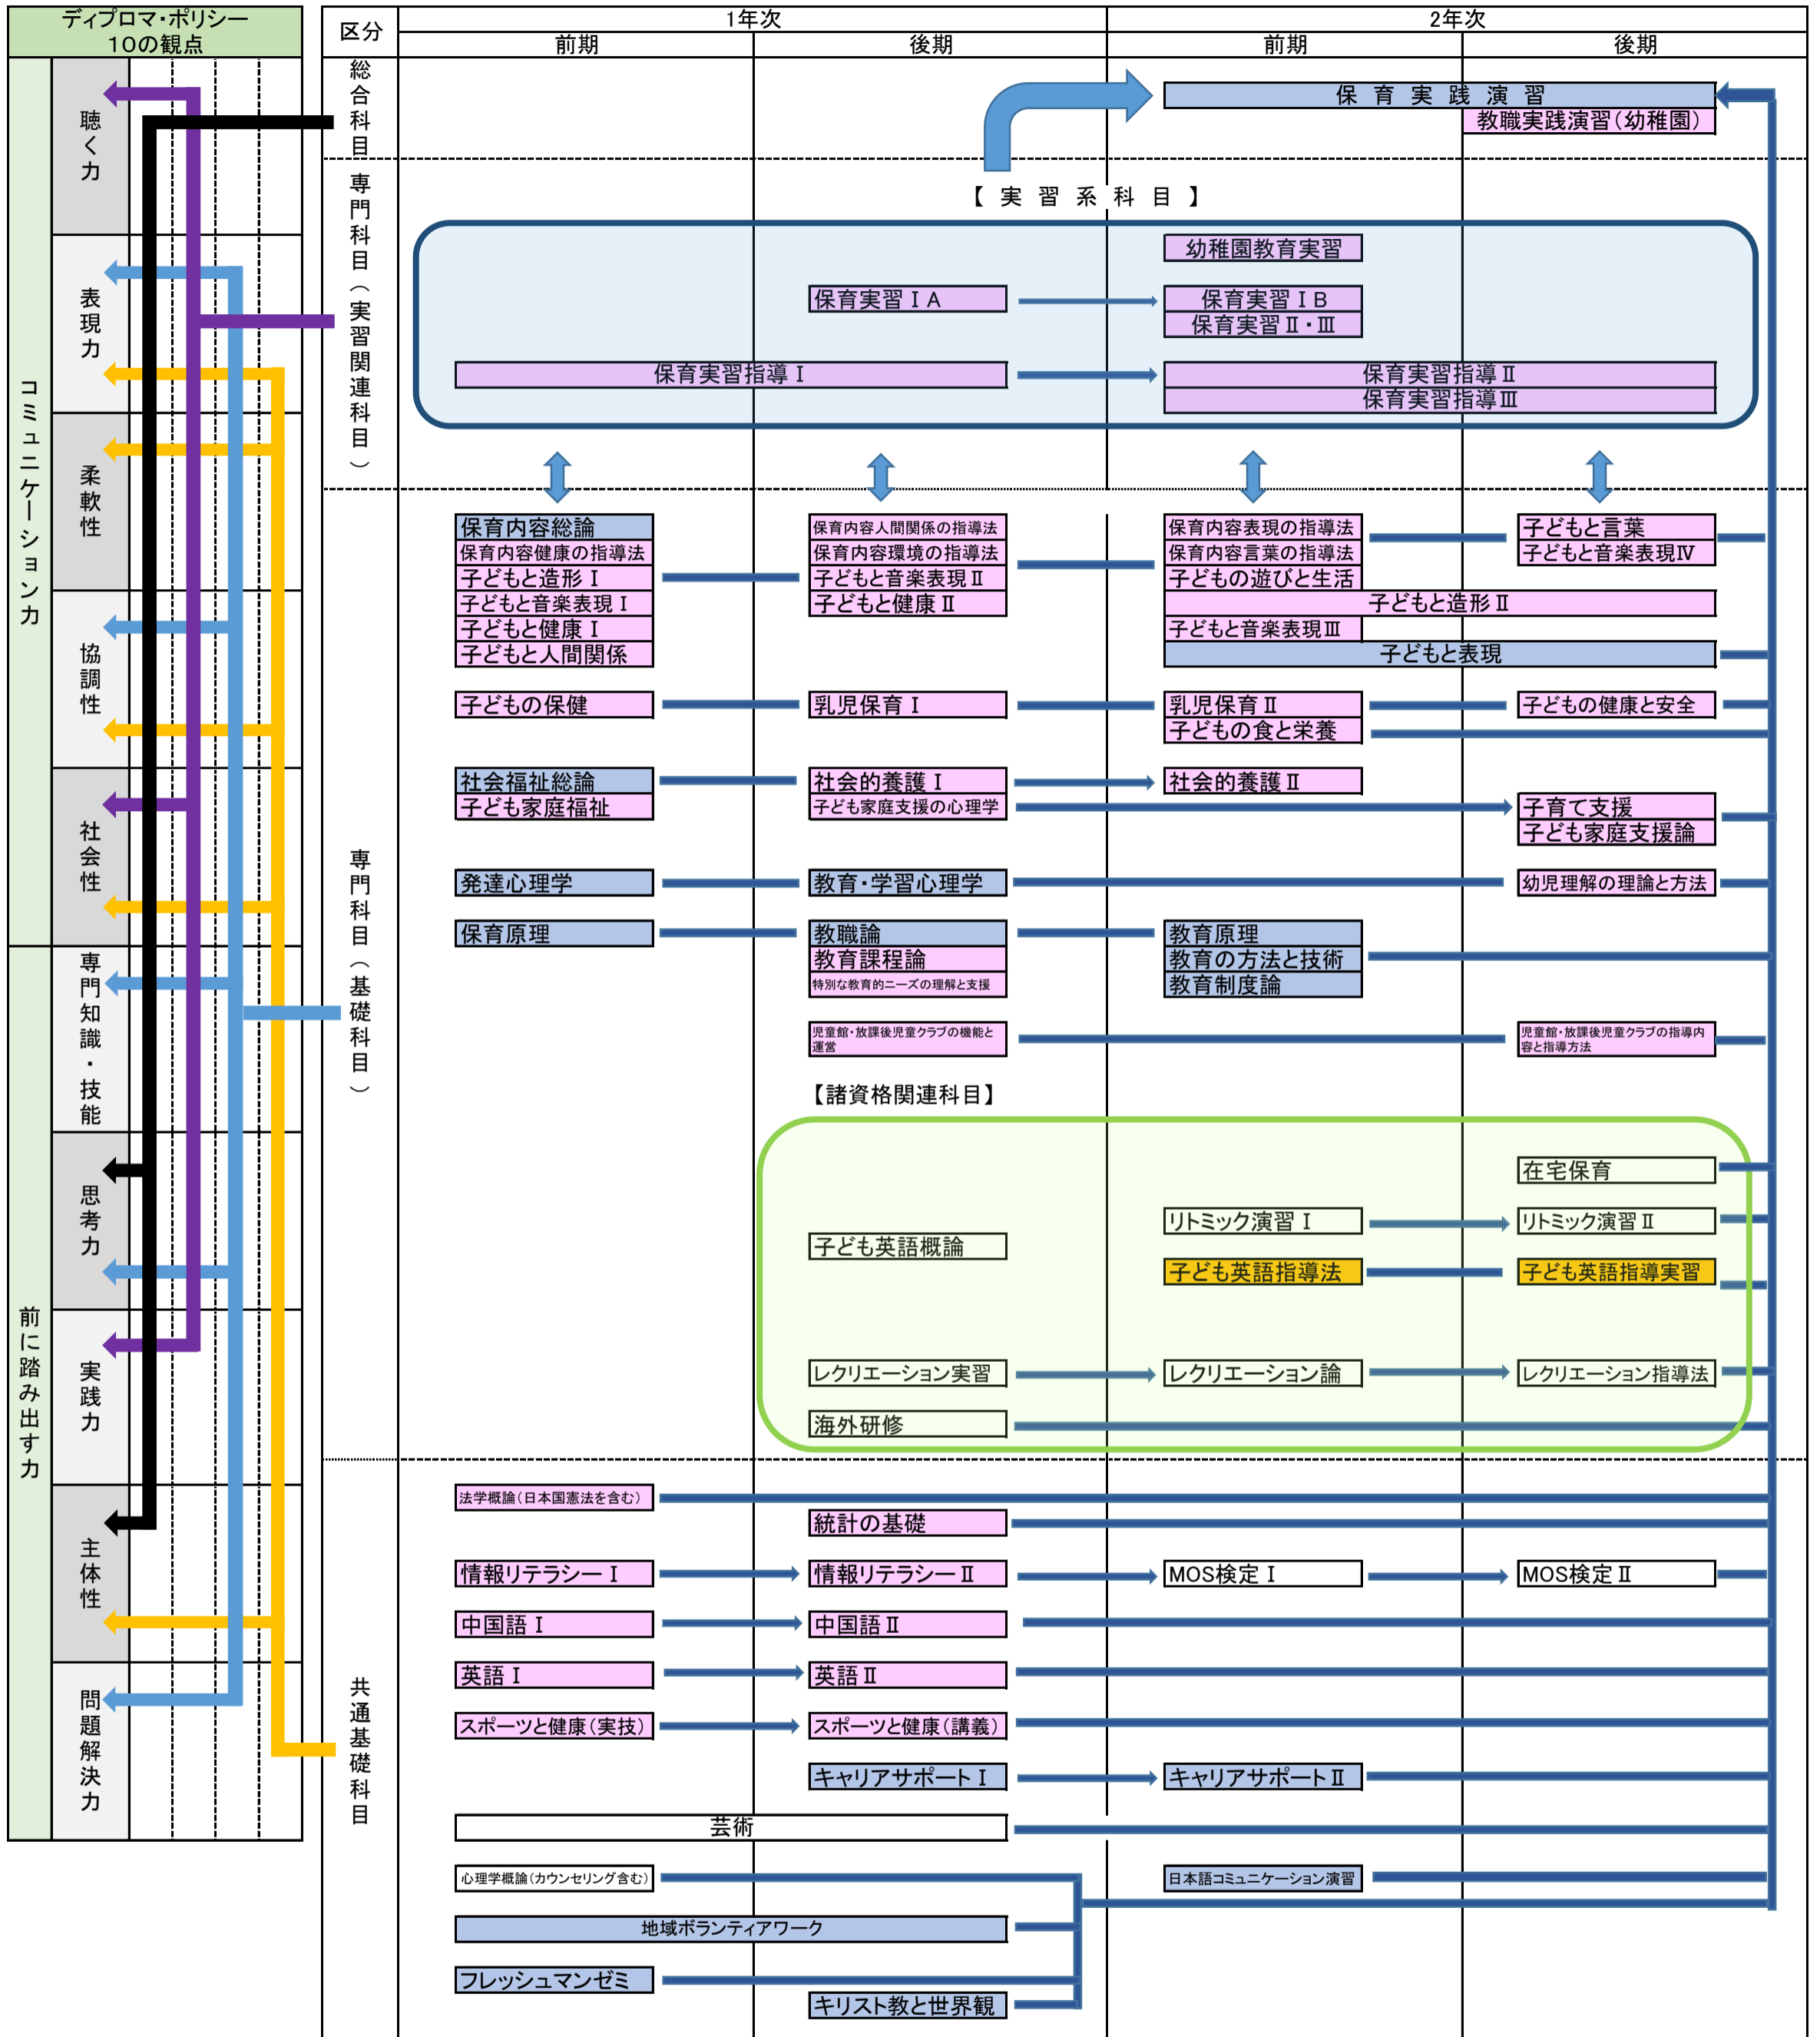 ディプロマ・ポリシー
10の観点
コミュニケーション力
聴く力
表現力
柔軟性
協調性
社会性
前に踏み出す力
専門知識・技能
思考力
実践力
主体性
問題解決力
区分
1年次
2年次
前期
後期
前期
後期
総合科目
保育実践演習
教職実践演習(幼稚園)
専門科目(実習関連科目)
【実習系科目】
幼稚園教育実習
保育実習ⅠA
保育実習ⅠB
保育実習Ⅱ・Ⅲ
保育実習指導Ⅰ
保育実習指導Ⅱ
保育実習指導Ⅲ
専門科目(基礎科目)
保育内容総論
保育内容人間関係の指導法
保育内容表現の指導法
子どもと言葉
保育内容健康の指導法
保育内容環境の指導法
保育内容言葉の指導法
子どもと音楽表現Ⅳ
子どもと造形Ⅰ
子どもと音楽表現Ⅱ
子どもの遊びと生活
子どもと音楽表現Ⅰ
子どもと健康Ⅱ
子どもと造形Ⅱ
子どもと健康Ⅰ
子どもと音楽表現Ⅲ
子どもと人間関係
子どもと表現
子どもの保健
乳児保育Ⅰ
乳児保育Ⅱ
子どもの健康と安全
子どもの食と栄養
社会福祉総論
社会的養護Ⅰ
社会的養護Ⅱ
子ども家庭福祉
子ども家庭支援の心理学
子育て支援
子ども家庭支援論
発達心理学
教育・学習心理学
幼児理解の理論と方法
保育原理
教職論
教育原理
教育課程論
教育の方法と技術
特別な教育的ニーズの理解と支援
教育制度論
児童館・放課後児童クラブの機能と
運営
児童館・放課後児童クラブの指導内
容と指導方法
【諸資格関連科目】
在宅保育
リトミック演習Ⅰ
リトミック演習Ⅱ
子ども英語概論
子ども英語指導法
子ども英語指導実習
レクリエーション実習
レクリエーション論
レクリエーション指導法
海外研修
共通基礎科目
法学概論(日本国憲法を含む)
統計の基礎
情報リテラシーⅠ
情報リテラシーⅡ
MOS検定Ⅰ
MOS検定Ⅱ
中国語Ⅰ
中国語Ⅱ
英語Ⅰ
英語Ⅱ
スポーツと健康(実技)
スポーツと健康(講義)
キャリアサポートⅠ
キャリアサポートⅡ
芸術
心理学概論(カウンセリング含む)
日本語コミュニケーション演習
地域ボランティアワーク
フレッシュマンゼミ
キリスト教と世界観